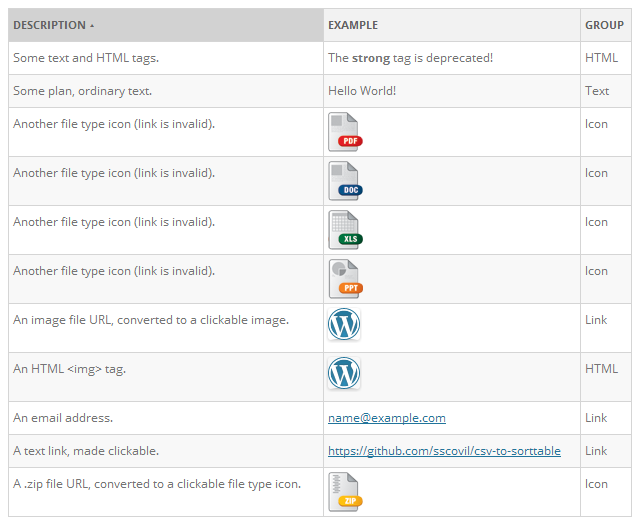 DESCRIPTION EXAMPLE GROUP
Some text and HTML tags. The strong tag is deprecated! HTML
Some plan, ordinary text. Hello World! Text
Another file type icon (link is invalid). PDF Icon
Another file type icon (link is invalid). DOC Icon
Another file type icon (link is invalid). XLS Icon
Another file type icon (link is invalid). PPT Icon
An image file URL, converted to a clickable image. W Link
An HTML <img> tag. W HTML
An email address. name@example.com Link
A text link, made clickable. https://github.com/sscovil/csv-to-sorttable Link
A .zip file URL, converted to a clickable file type icon. ZIP Icon